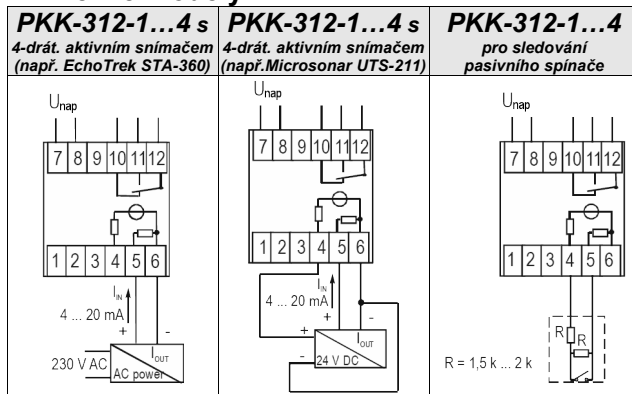 PKK-312-1…4 s
4-drát. aktivním snímačem
(např. EchoTrek STA-360)
PKK-312-1…4 s
4-drát. aktivním snímačem
(např.Microsonar UTS-211)
PKK-312-1…4
pro sledování
pasivního spínače
Unap
7 8 9 10 11 12
1 2 3 4 5 6
IIN
4 ... 20 mA
+ -
IOUT
230 V AC
AC power
Unap
7 8 9 10 11 12
1 2 3 4 5 6
IIN
4 ... 20 mA
+
+ -
IOUT
- 24 V DC
Unap
7 8 9 10 11 12
1 2 3 4 5 6
R
R
R = 1,5 k ... 2 k